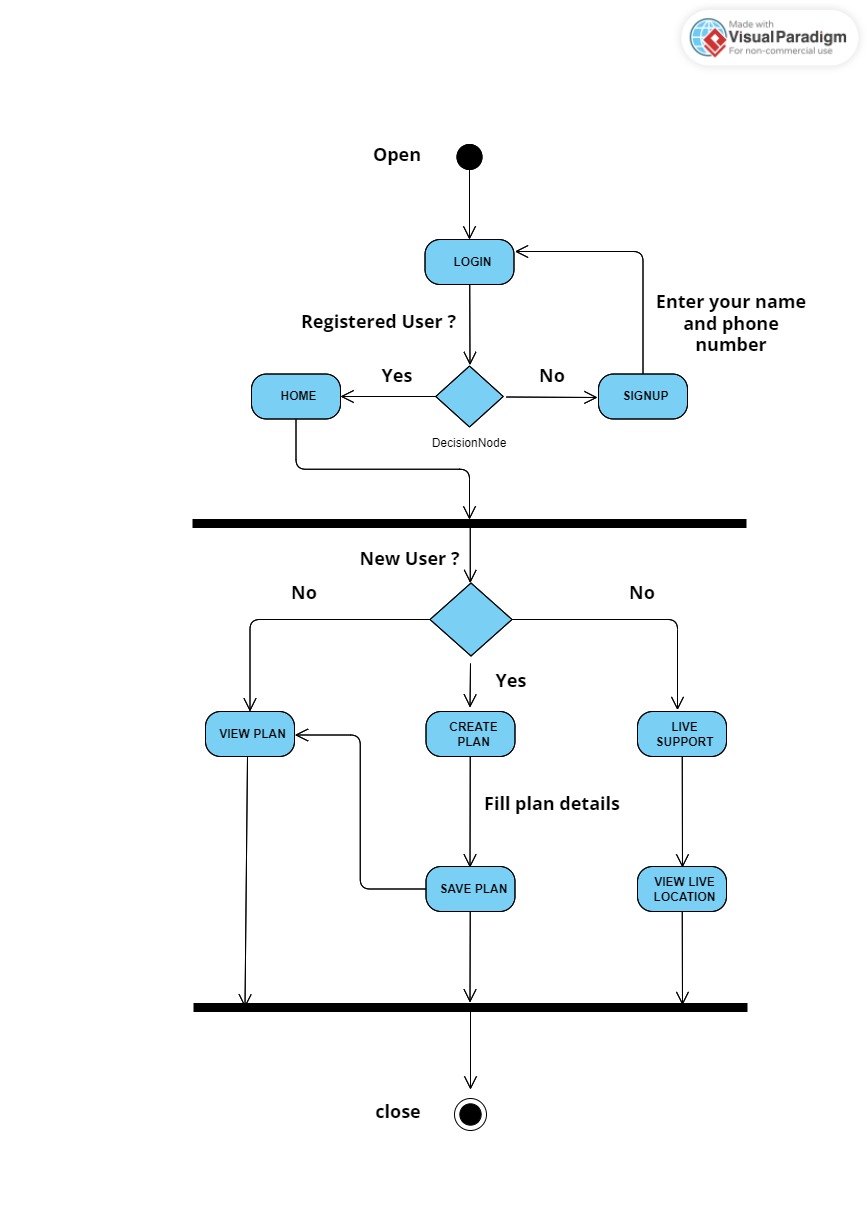 Made with
Visual Paradigm
For non-commercial use
Open
LOGIN
Registered User ?
Enter your name
and phone
number
Yes
No
HOME
SIGNUP
DecisionNode
New User ?
No
No
Yes
VIEW PLAN
CREATE
PLAN
LIVE
SUPPORT
Fill plan details
SAVE PLAN
VIEW LIVE
LOCATION
close